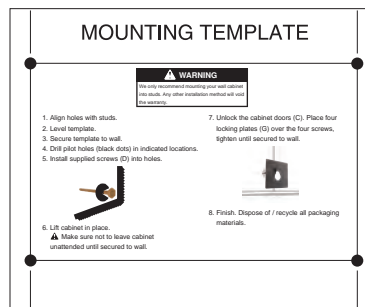 MOUNTING TEMPLATE
WARNING
We only recommend mounting your wall cabinet
into studs. Any other installation method will void
the warranty.
1. Align holes with studs.
2. Level template.
3. Secure template to wall.
4. Drill pilot holes (black dots) in indicated locations.
5. Install supplied screws (D) into holes.
6. Lift cabinet in place.
Make sure not to leave cabinet
unattended until secured to wall.
7. Unlock the cabinet doors (C). Place four
locking plates (G) over the four screws,
tighten until secured to wall.
8. Finish. Dispose of / recycle all packaging
materials.